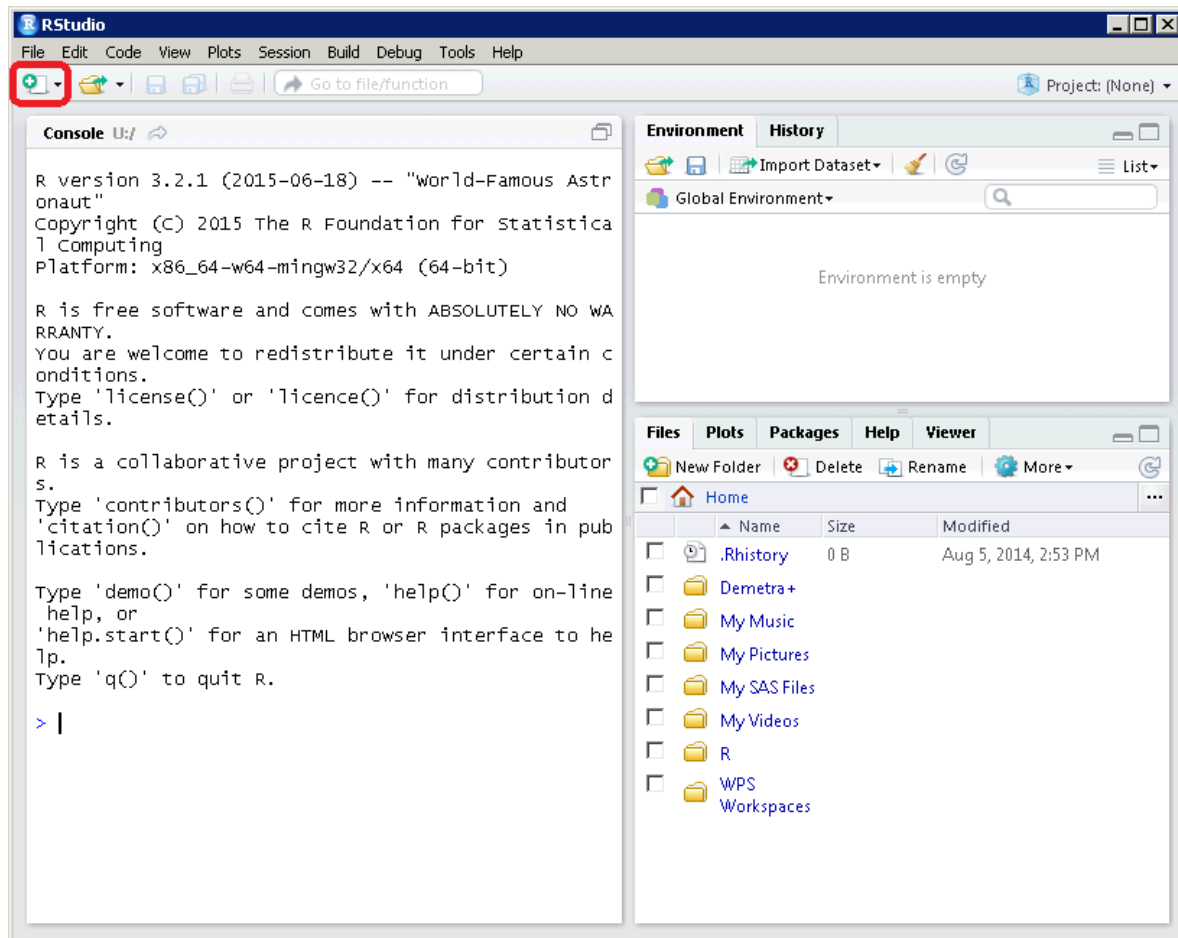 RStudio
File Edit Code View Plots Session Build Debug Tools Help
Go to file/function
Project: (None)
Console U:/
R version 3.2.1 (2015-06-18) -- "World-Famous Astr
onaut"
Copyright (C) 2015 The R Foundation for Statistica
l Computing
Platform: x86_64-w64-mingw32/x64 (64-bit)
R is free software and comes with ABSOLUTELY NO WA
RRANTY.
You are welcome to redistribute it under certain c
onditions.
Type 'license()' or 'licence()' for distribution d
etails.
R is a collaborative project with many contributor
s.
Type 'contributors()' for more information and
'citation()' on how to cite R or R packages in pub
lications.
Type 'demo()' for some demos, 'help()' for on-line
help, or
'help.start()' for an HTML browser interface to he
lp.
Type 'q()' to quit R.
>
Environment History
Import Dataset List
Global Environment
Environment is empty
Files Plots Packages Help Viewer
New Folder Delete Rename More
Home ...
Name Size Modified
.Rhistory 0 B Aug 5, 2014, 2:53 PM
Demetra+
My Music
My Pictures
My SAS Files
My Videos
R
WPS
Workspaces